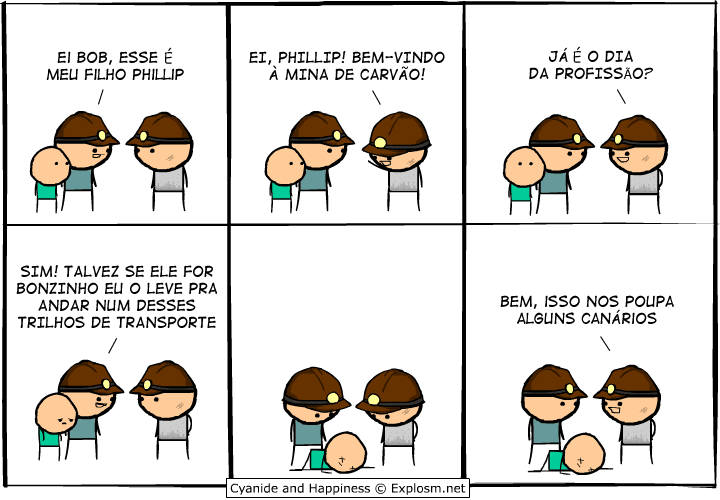 EI BOB, ESSE É
MEU FILHO PHILLIP
EI, PHILLIP! BEM-VINDO
À MINA DE CARVÃO!
JÁ É O DIA
DA PROFISSÃO?
SIM! TALVEZ SE ELE FOR
BONZINHO EU O LEVE PRA
ANDAR NUM DESSES
TRILHOS DE TRANSPORTE
BEM, ISSO NOS POUPA
ALGUNS CANÁRIOS
Cyanide and Happiness © Explosm.net